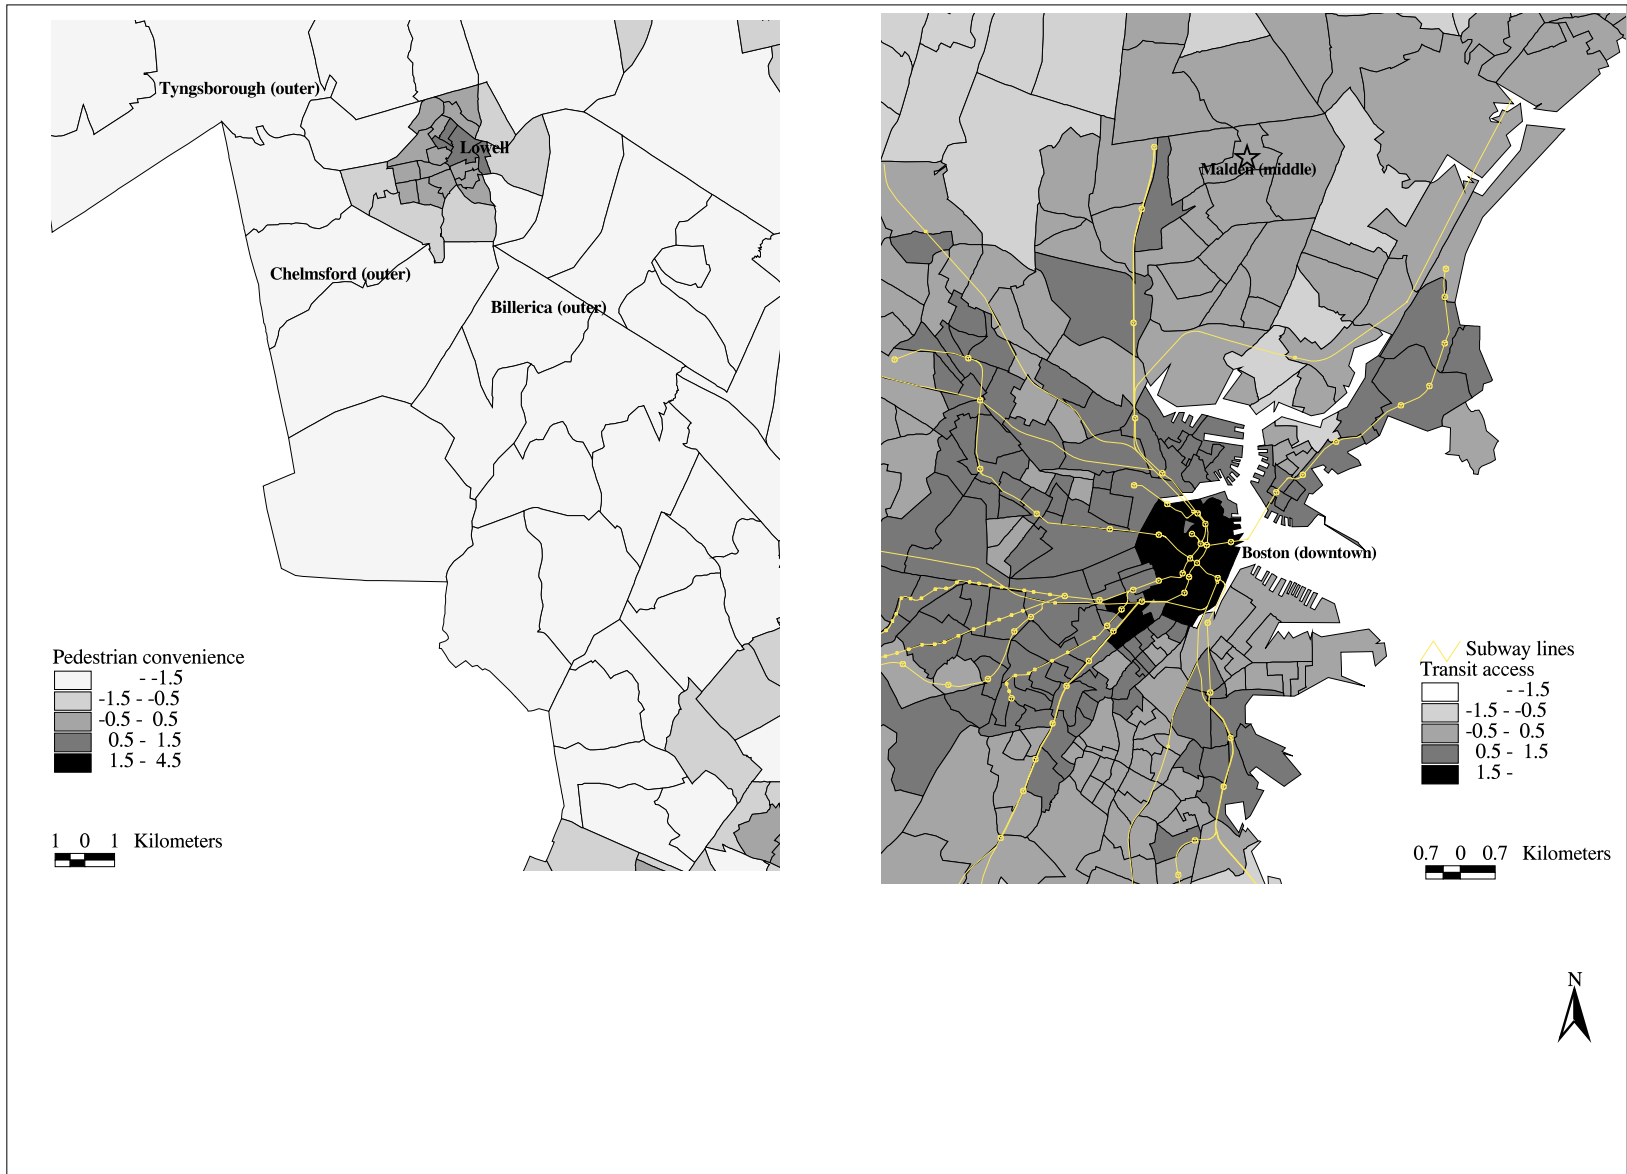 Tyngsborough (outer)
Lowell
Chelmsford (outer)
Billerica (outer)
Pedestrian convenience
- -1.5
-1.5 - -0.5
-0.5 - 0.5
0.5 - 1.5
1.5 - 4.5
1 0 1 Kilometers
Malden (middle)
Boston (downtown)
Subway lines
Transit access
- -1.5
-1.5 - -0.5
-0.5 - 0.5
0.5 - 1.5
1.5 -
0.7 0 0.7 Kilometers
N